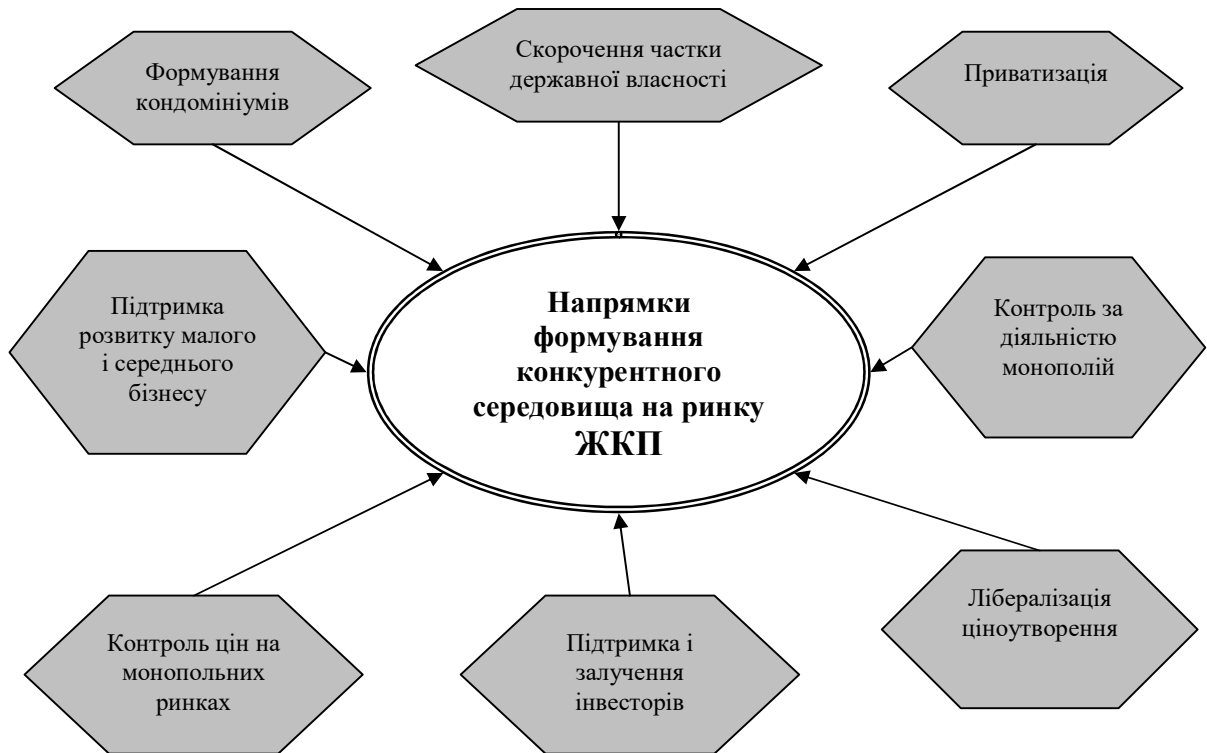 Формування
кондомініумів
Скорочення частки
державної власності
Приватизація
Підтримка
розвитку малого
і середнього
бізнесу
Напрямки
формування
конкурентного
середовища на ринку
ЖКП
Контроль за
діяльністю
монополій
Контроль цін на
монопольних
ринках
Підтримка і
залучення
інвесторів
Лібералізація
ціноутворення